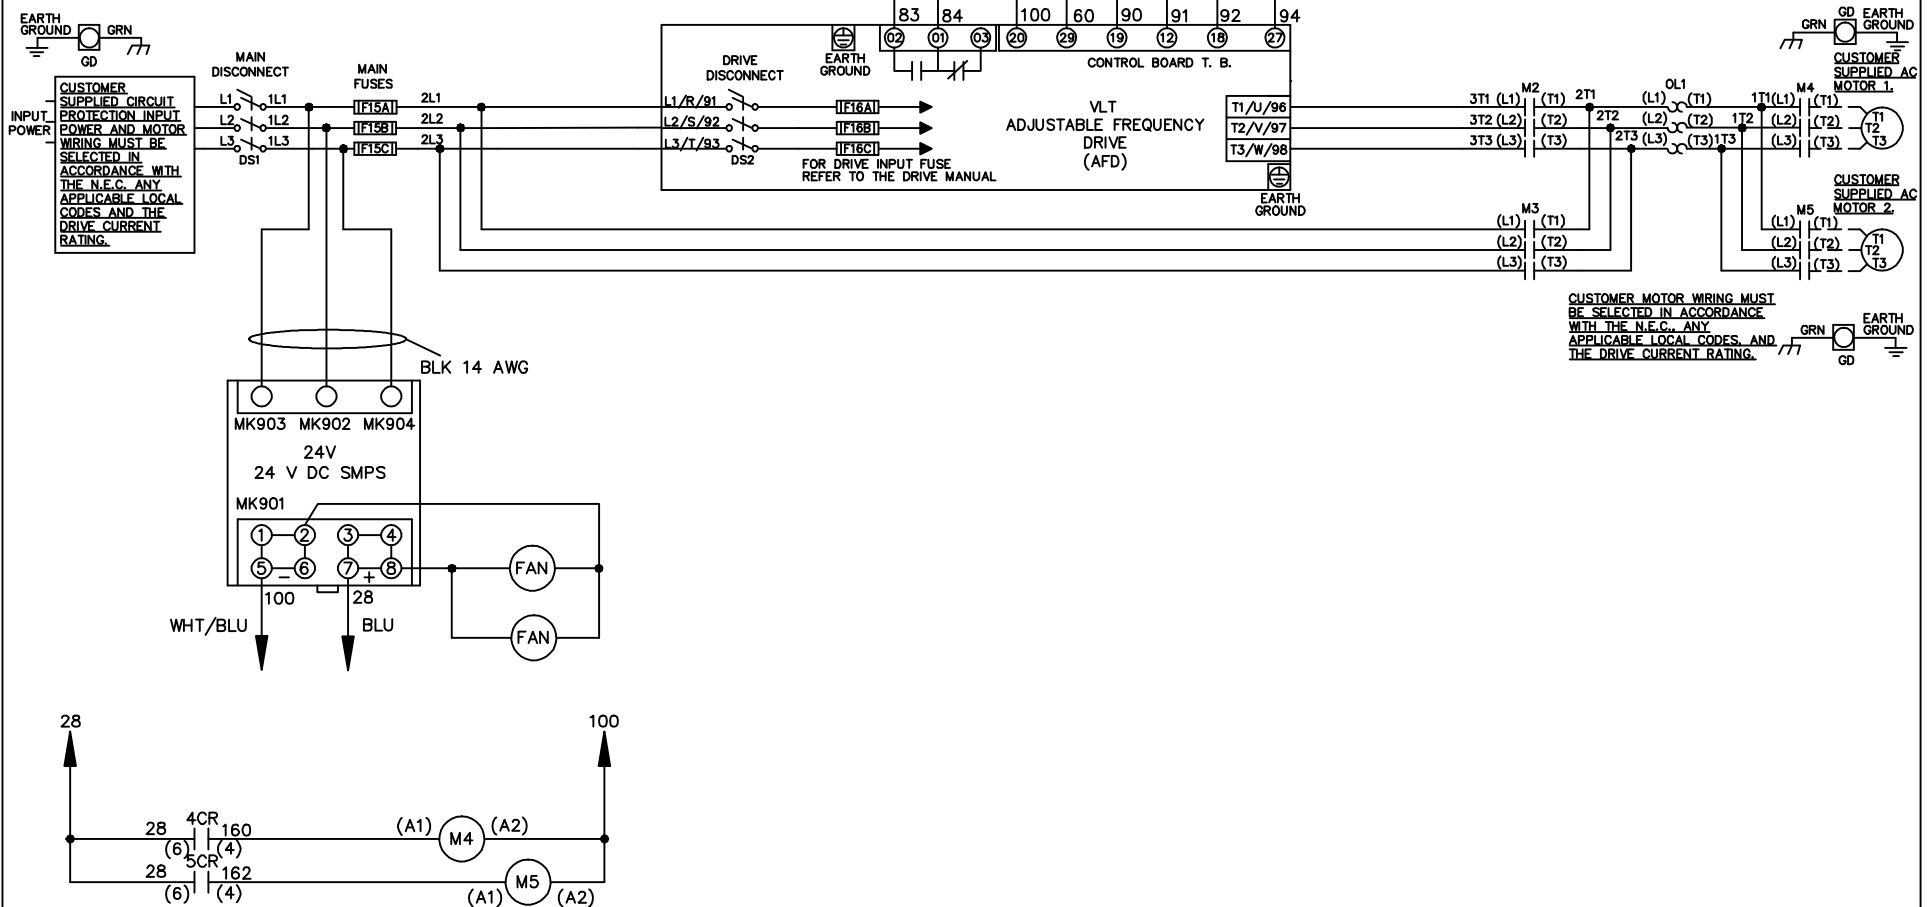 83 84 100 60 90 91 92 94
02 01 03 20 29 19 12 18 27
CONTROL BOARD T. B.
EARTH
GROUND
GRN
GD
INPUT
POWER
CUSTOMER
SUPPLIED CIRCUIT
PROTECTION INPUT
POWER AND MOTOR
WIRING MUST BE
SELECTED IN
ACCORDANCE WITH
THE N.E.C. ANY
APPLICABLE LOCAL
CODES AND THE
DRIVE CURRENT
RATING.
MAIN
DISCONNECT
L1 1L1
L2 1L2
L3 1L3
DS1
MAIN
FUSES
F15A
F15B
F15C
2L1
2L2
2L3
DRIVE
DISCONNECT
L1/R/91
L2/S/92
L3/T/93
DS2
EARTH
GROUND
F16A
F16B
F16C
FOR DRIVE INPUT FUSE
REFER TO THE DRIVE MANUAL
VLT
ADJUSTABLE FREQUENCY
DRIVE
(AFD)
T1/U/96
T2/V/97
T3/W/98
EARTH
GROUND
M2
3T1 (L1) (T1) 2T1
3T2 (L2) (T2) 2T2
3T3 (L3) (T3) 2T3
OL1
(L1) (T1) 1T1
(L2) (T2) 1T2
(L3) (T3) 1T3
M4
(L1) (T1)
(L2) (T2)
(L3) (T3)
T1
T2
T3
GD
EARTH
GROUND
GRN
CUSTOMER
SUPPLIED AC
MOTOR 1.
M3
(L1) (T1)
(L2) (T2)
(L3) (T3)
CUSTOMER
SUPPLIED AC
MOTOR 2.
M5
(L1) (T1)
(L2) (T2)
(L3) (T3)
T1
T2
T3
CUSTOMER MOTOR WIRING MUST
BE SELECTED IN ACCORDANCE
WITH THE N.E.C., ANY
APPLICABLE LOCAL CODES, AND
THE DRIVE CURRENT RATING.
GRN
EARTH
GROUND
GD
BLK 14 AWG
MK903 MK902 MK904
24V
24 V DC SMPS
MK901
1 2 3 4
5 6 7 8
- +
100 28
WHT/BLU BLU
FAN
FAN
28 100
4CR
28 160 (A1) M4 (A2)
(6) (4)
5CR
28 162 M5
(6) (4) (A1) (A2)